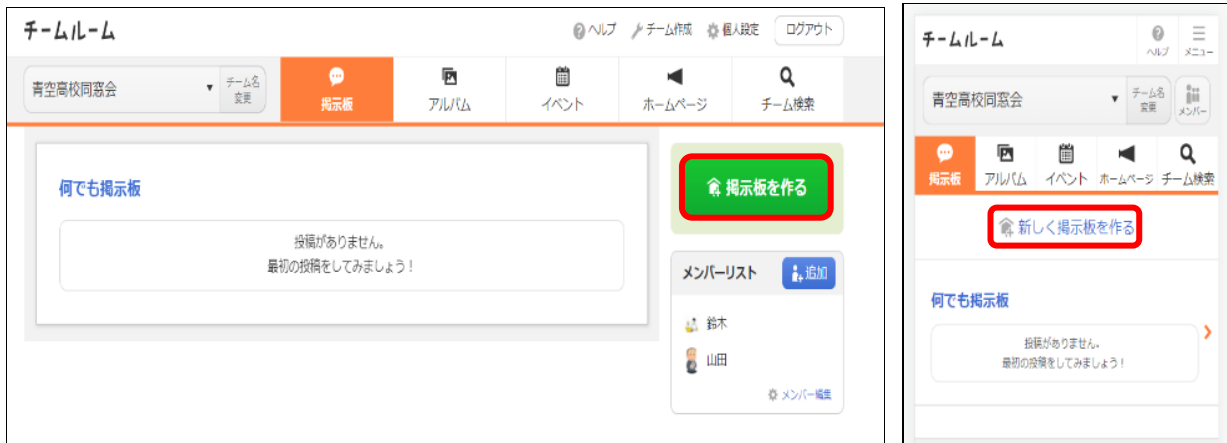 チームルーム
ヘルプ チーム作成 個人設定 ログアウト
青空高校同窓会 ▼ チーム名
変更
掲示板 アルバム イベント ホームページ チーム検索
何でも掲示板
投稿がありません。
最初の投稿をしてみましょう!
掲示板を作る
メンバーリスト 追加
鈴木
山田
メンバー編集
チームルーム
ヘルプ メニュー
青空高校同窓会 ▼ チーム名
変更
メンバー
掲示板 アルバム イベント ホームページ チーム検索
新しく掲示板を作る
何でも掲示板
投稿がありません。
最初の投稿をしてみましょう!